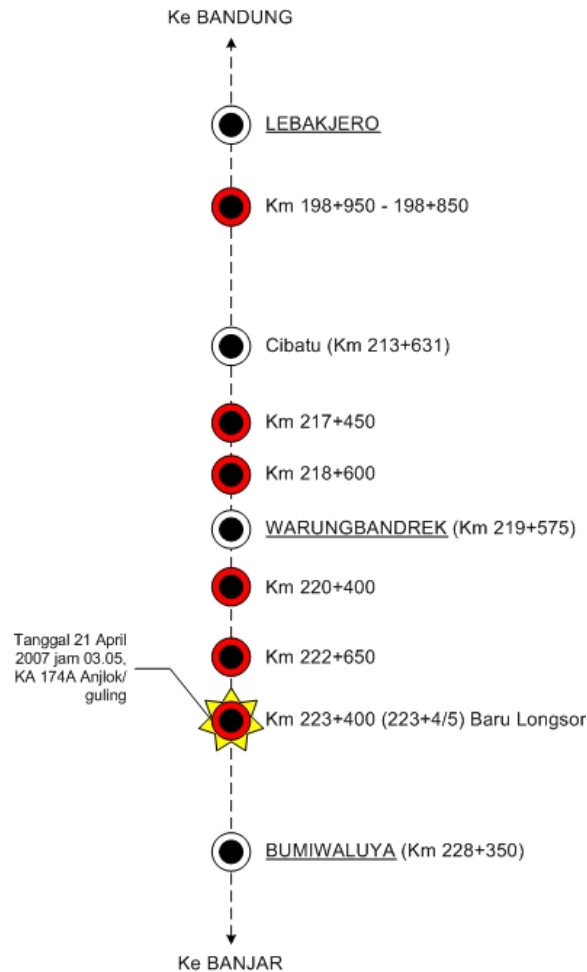 Ke BANDUNG
LEBAKJERO
Km 198+950 - 198+850
Cibatu (Km 213+631)
Km 217+450
Km 218+600
WARUNGBANDREK (Km 219+575)
Km 220+400
Tanggal 21 April
2007 jam 03.05,
KA 174A Anjlok/
guling
Km 222+650
Km 223+400 (223+4/5) Baru Longsor
BUMIWALUYA (Km 228+350)
Ke BANJAR